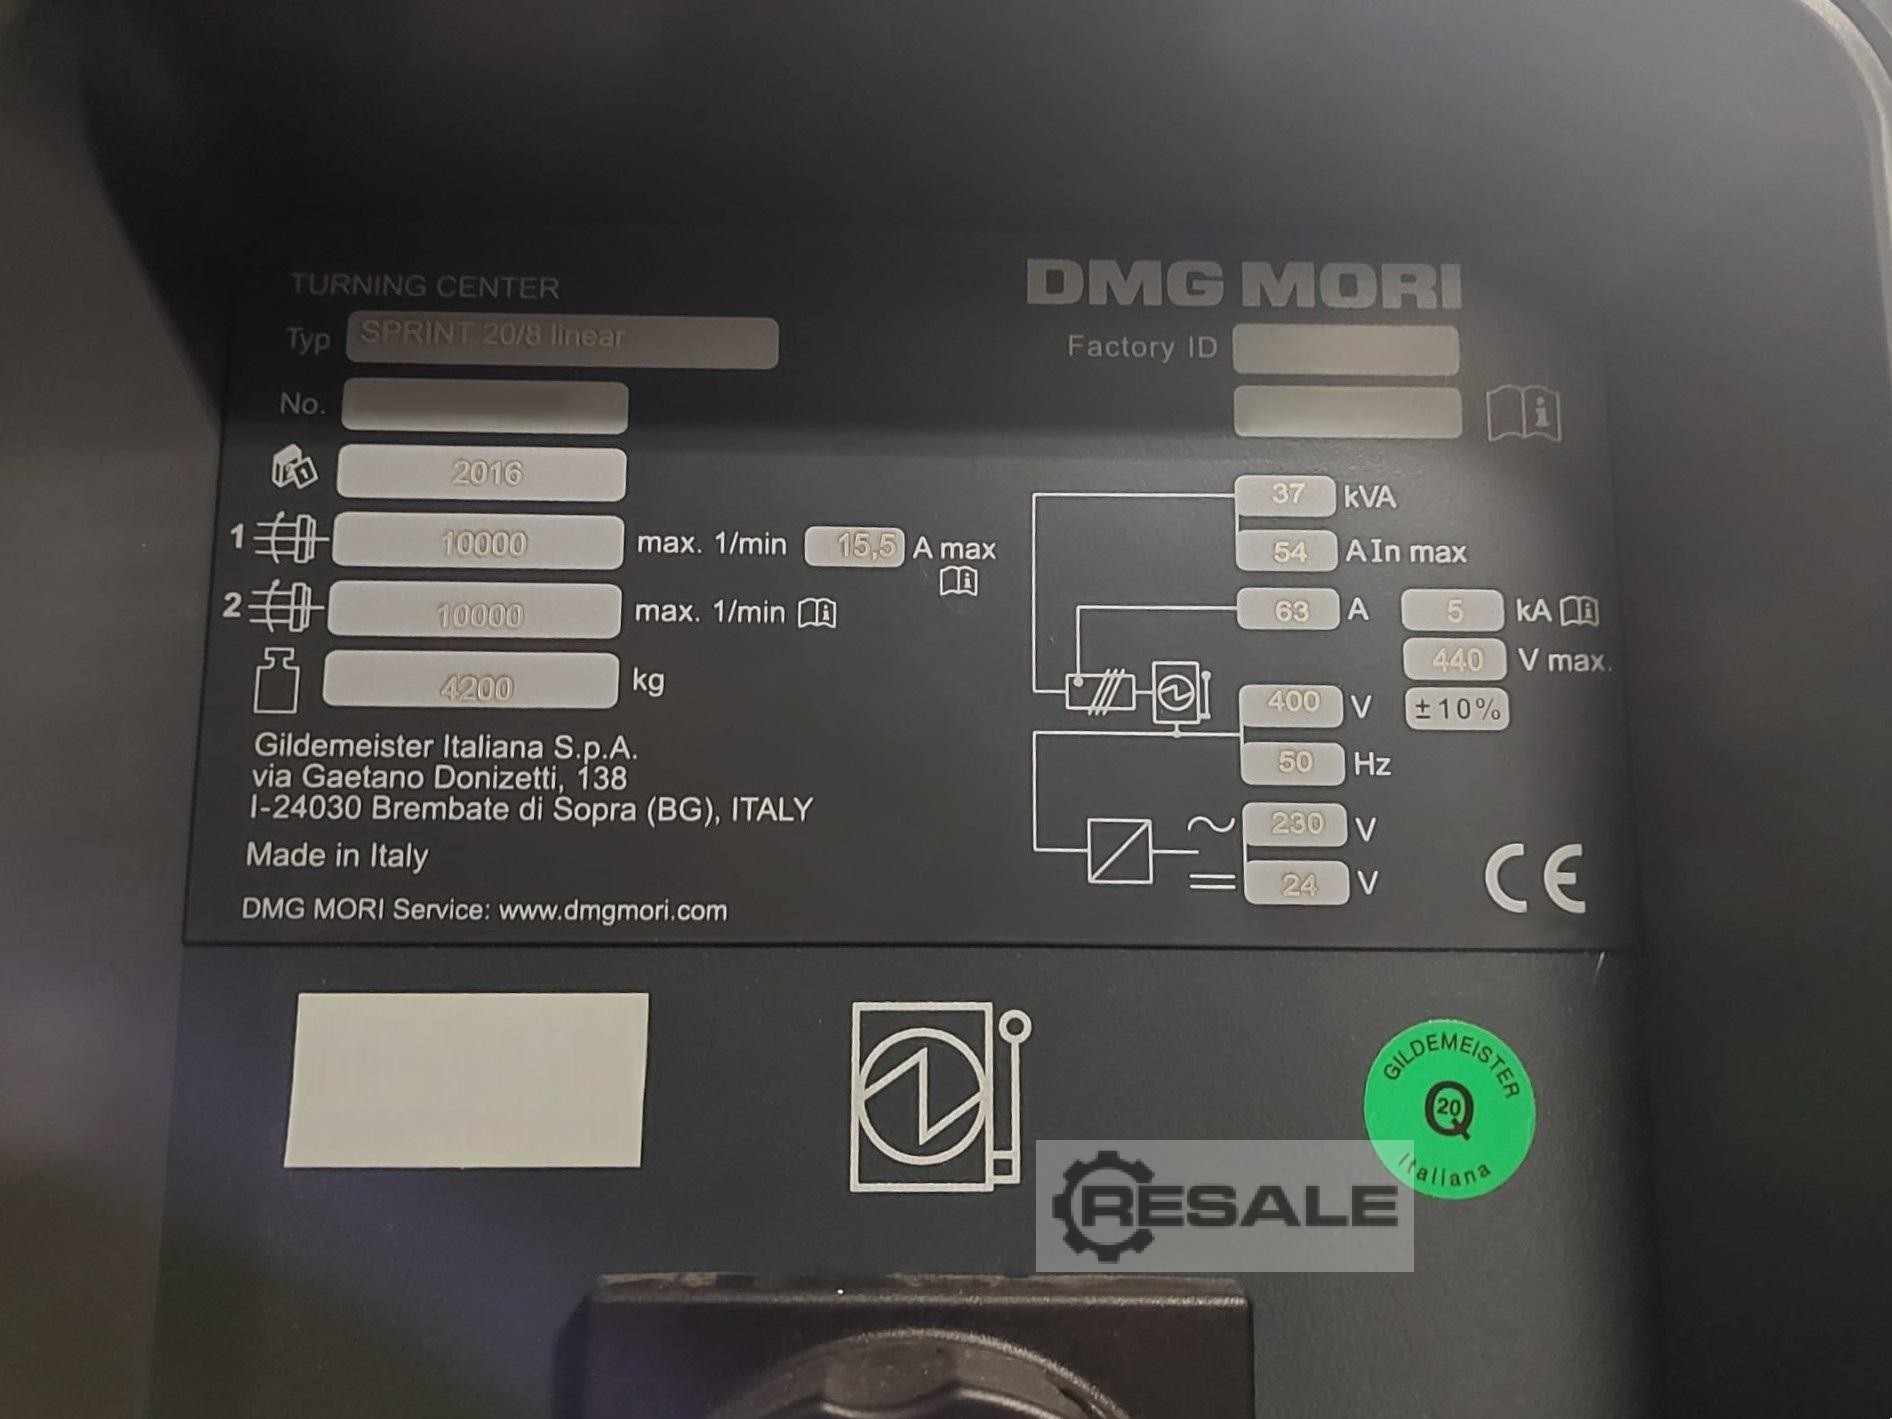 TURNING CENTER
DMG MORI
Typ SPRINT 20/8 linear
Factory ID
No.
2016
1 10000 max. 1/min 15,5 A max
2 10000 max. 1/min
4200 kg
37 kVA
54 A In max
63 A 5 kA
440 V max.
400 V ±10%
50 Hz
230 V
24 V
Gildemeister Italiana S.p.A.
via Gaetano Donizetti, 138
I-24030 Brembate di Sopra (BG), ITALY
Made in Italy
DMG MORI Service: www.dmgmori.com
CE
GILDEMEISTER
Q 20
Italiana
RESALE